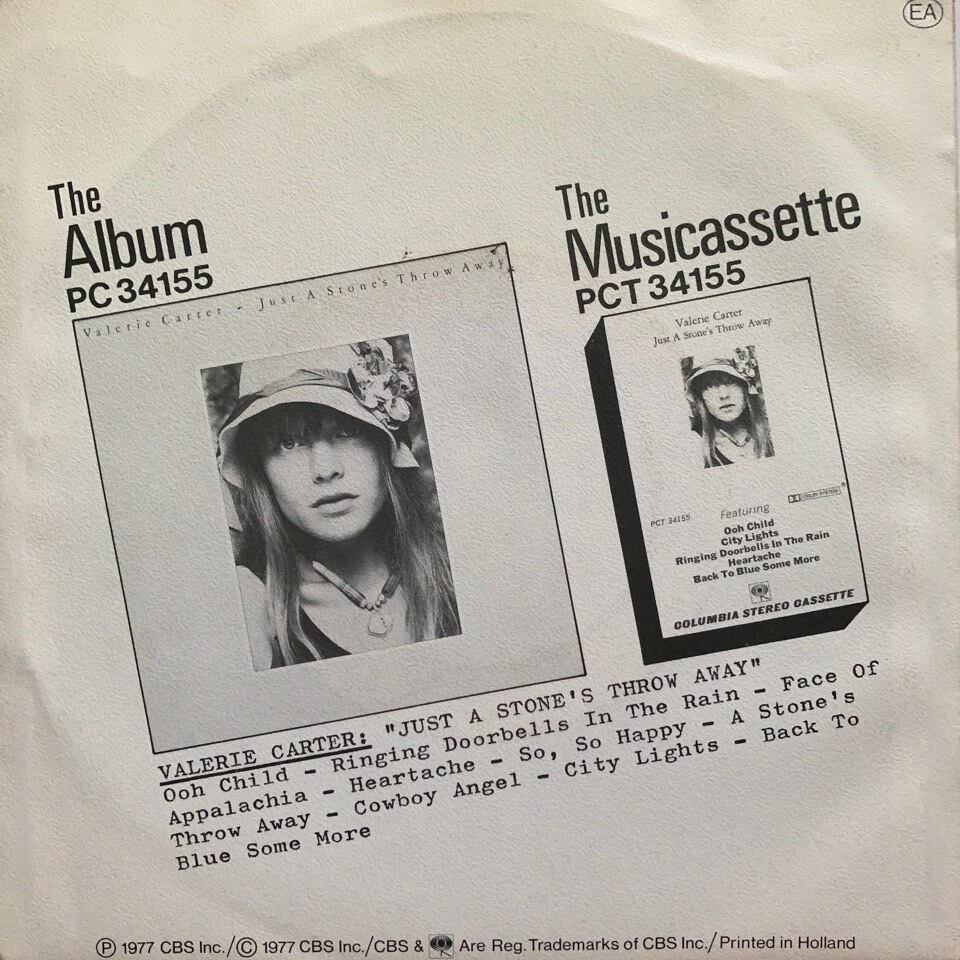 EA
The
Album
PC 34155
Valerie Carter - Just A Stone's Throw Away
The
Musicassette
PCT 34155
Valerie Carter
Just A Stone's Throw Away
DOLBY SYSTEM®
PCT 34155
Featuring
Ooh Child
City Lights
Ringing Doorbells In The Rain
Heartache
Back To Blue Some More
COLUMBIA STEREO CASSETTE
VALERIE CARTER: "JUST A STONE'S THROW AWAY"
Ooh Child - Ringing Doorbells In The Rain - Face Of
Appalachia - Heartache - So, So Happy - A Stone's
Throw Away - Cowboy Angel - City Lights - Back To
Blue Some More
Ⓟ 1977 CBS Inc./© 1977 CBS Inc./CBS & Are Reg. Trademarks of CBS Inc./Printed in Holland